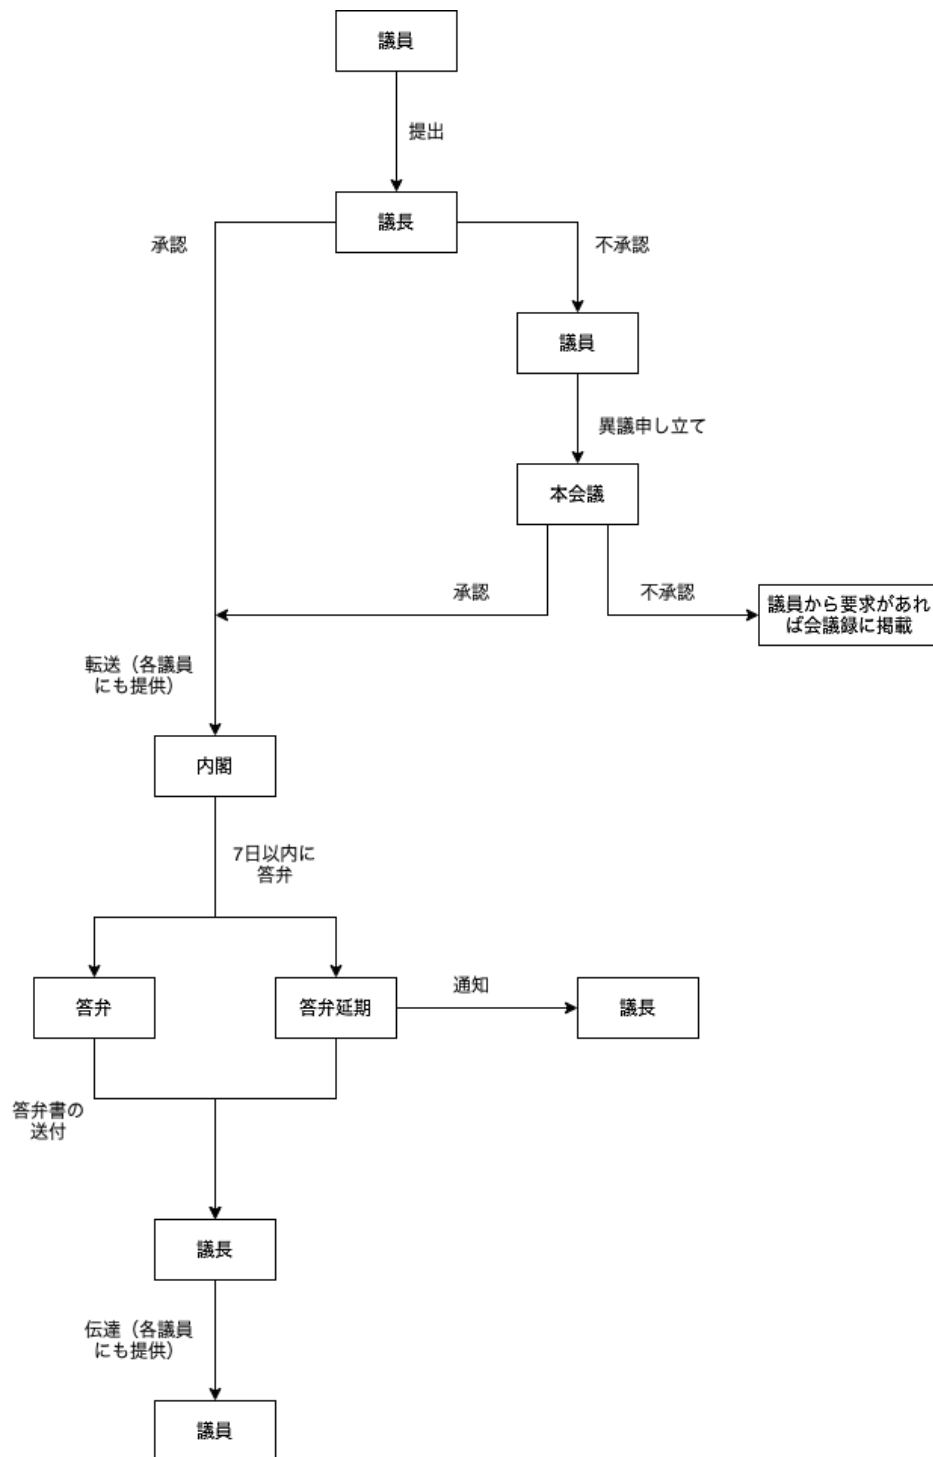 議員
提出
議長
承認
不承認
議員
異議申し立て
本会議
承認
不承認
議員から要求があれ
ば会議録に掲載
転送（各議員
にも提供）
内閣
7日以内に
答弁
答弁
答弁延期
通知
議長
答弁書の
送付
議長
伝達（各議員
にも提供）
議員